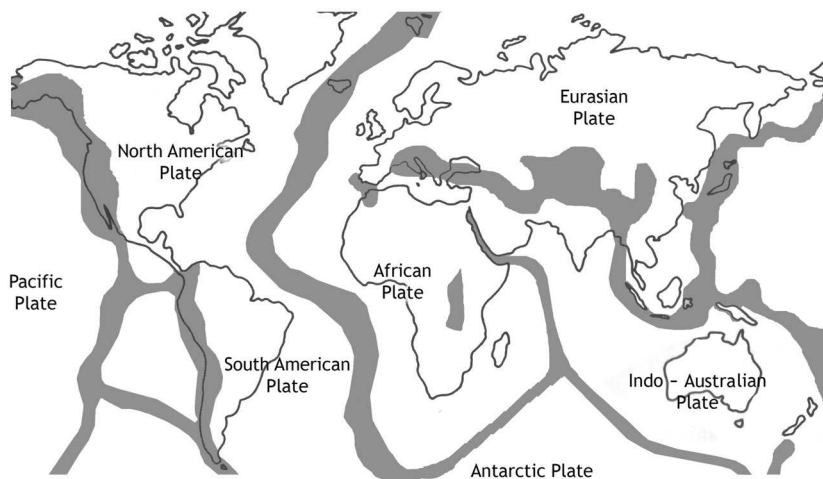 Eurasian
Plate
North American
Plate
Pacific
Plate
African
Plate
South American
Plate
Indo – Australian
Plate
Antarctic Plate